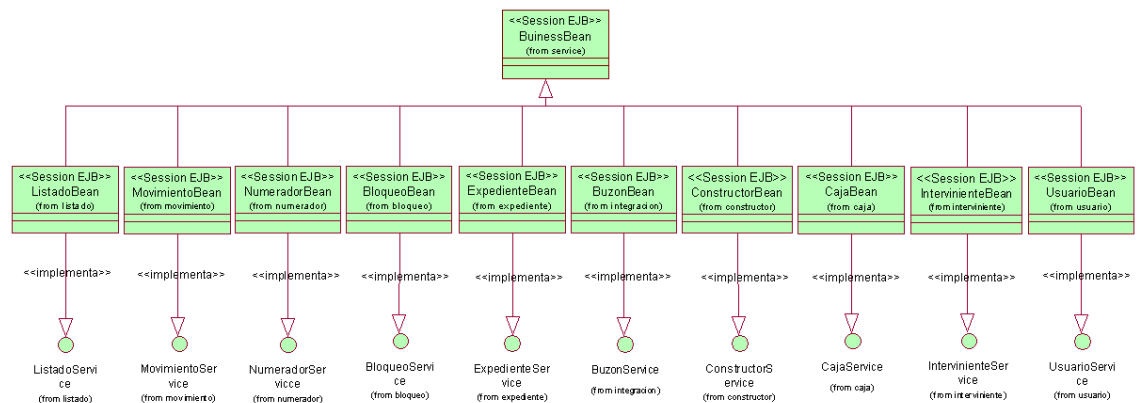 <<Session EJB>>
BuinessBean
(from service)
<<Session EJB>>
ListadoBean
(from listado)
<<Session EJB>>
MovimientoBean
(from movimiento)
<<Session EJB>>
NumeradorBean
(from numerador)
<<Session EJB>>
BloqueoBean
(from bloqueo)
<<Session EJB>>
ExpedienteBean
(from expediente)
<<Session EJB>>
BuzonBean
(from integracion)
<<Session EJB>>
ConstructorBean
(from constructor)
<<Session EJB>>
CajaBean
(from caja)
<<Session EJB>>
IntervinienteBean
(from interviniente)
<<Session EJB>>
UsuarioBean
(from usuario)
<<implementa>>
<<implementa>>
<<implementa>>
<<implementa>>
<<implementa>>
<<implementa>>
<<implementa>>
<<implementa>>
<<implementa>>
<<implementa>>
ListadoServi
ce
(from listado)
MovimientoSer
vice
(from movimiento)
NumeradorSer
vicce
(from numerador)
BloqueoServi
ce
(from bloqueo)
ExpedienteSer
vice
(from expediente)
BuzonService
(from integracion)
ConstructorS
ervice
(from constructor)
CajaService
(from caja)
IntervinienteSer
vice
(from interviniente)
UsuarioServi
ce
(from usuario)